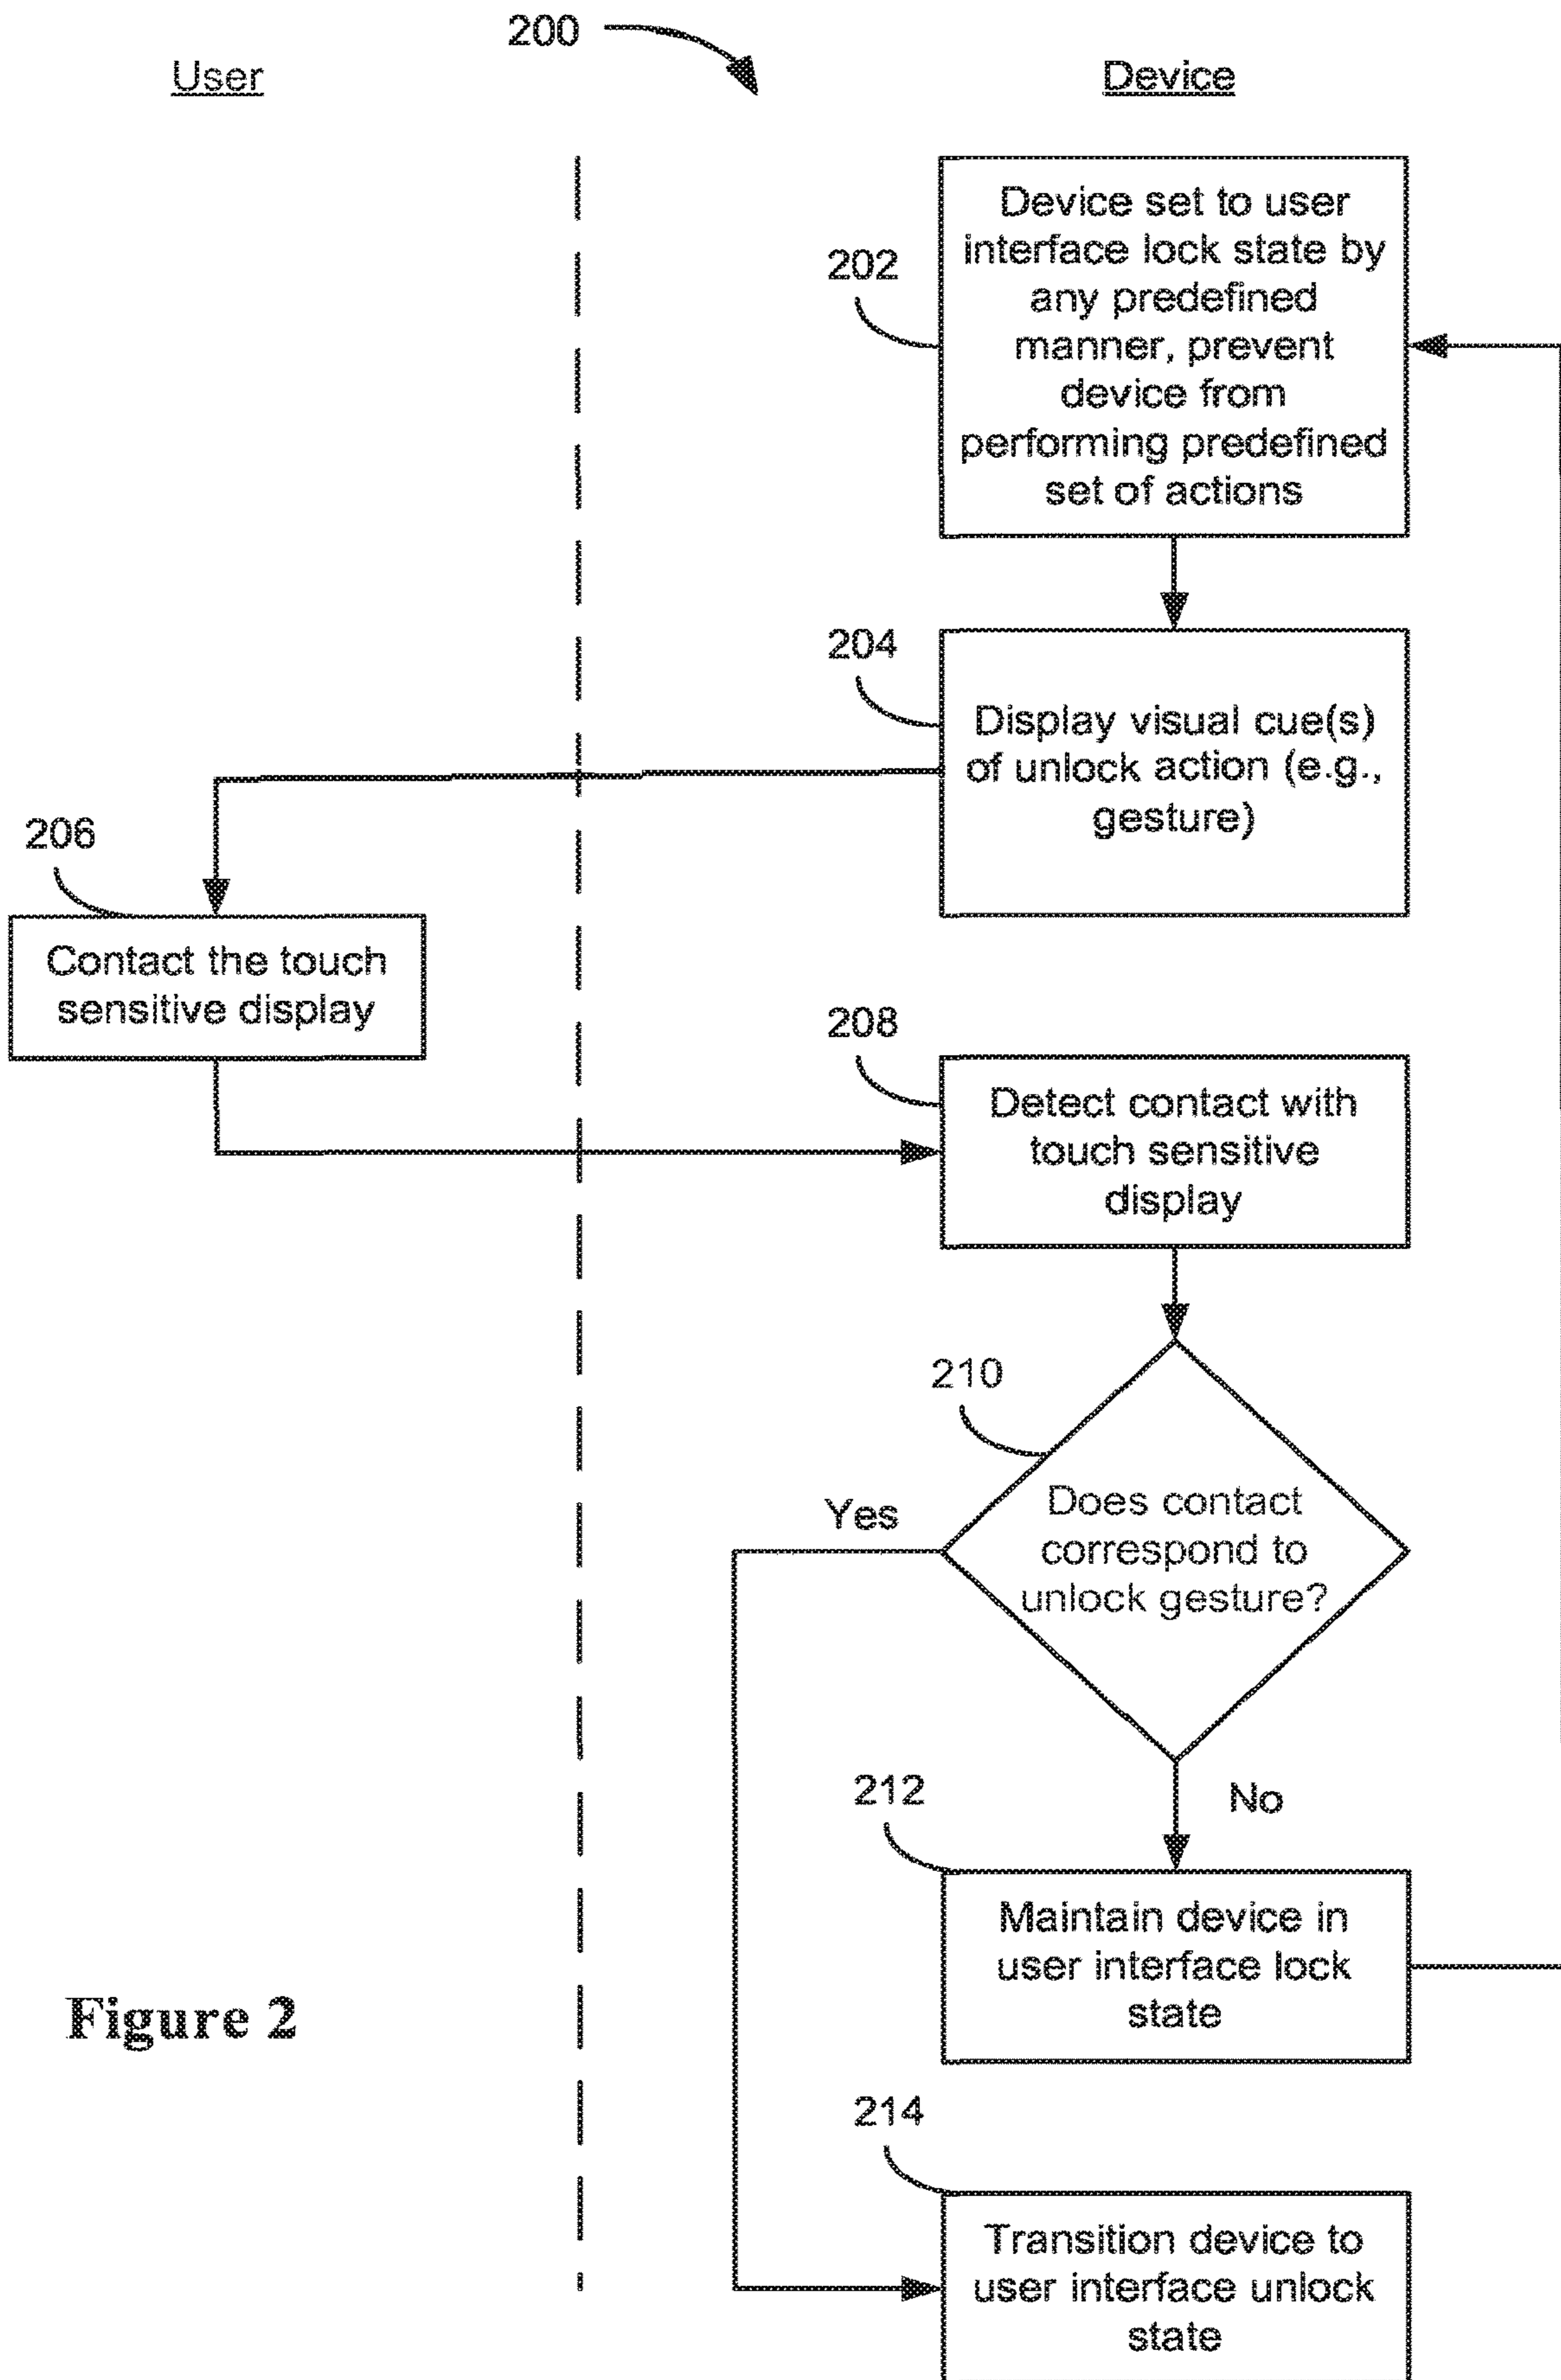 200
User
Device
202
Device set to user
interface lock state by
any predefined
manner, prevent
device from
performing predefined
set of actions
204
Display visual cue(s)
of unlock action (e.g.,
gesture)
206
Contact the touch
sensitive display
208
Detect contact with
touch sensitive
display
210
Does contact
correspond to
unlock gesture?
Yes
No
212
Maintain device in
user interface lock
state
Figure 2
214
Transition device to
user interface unlock
state